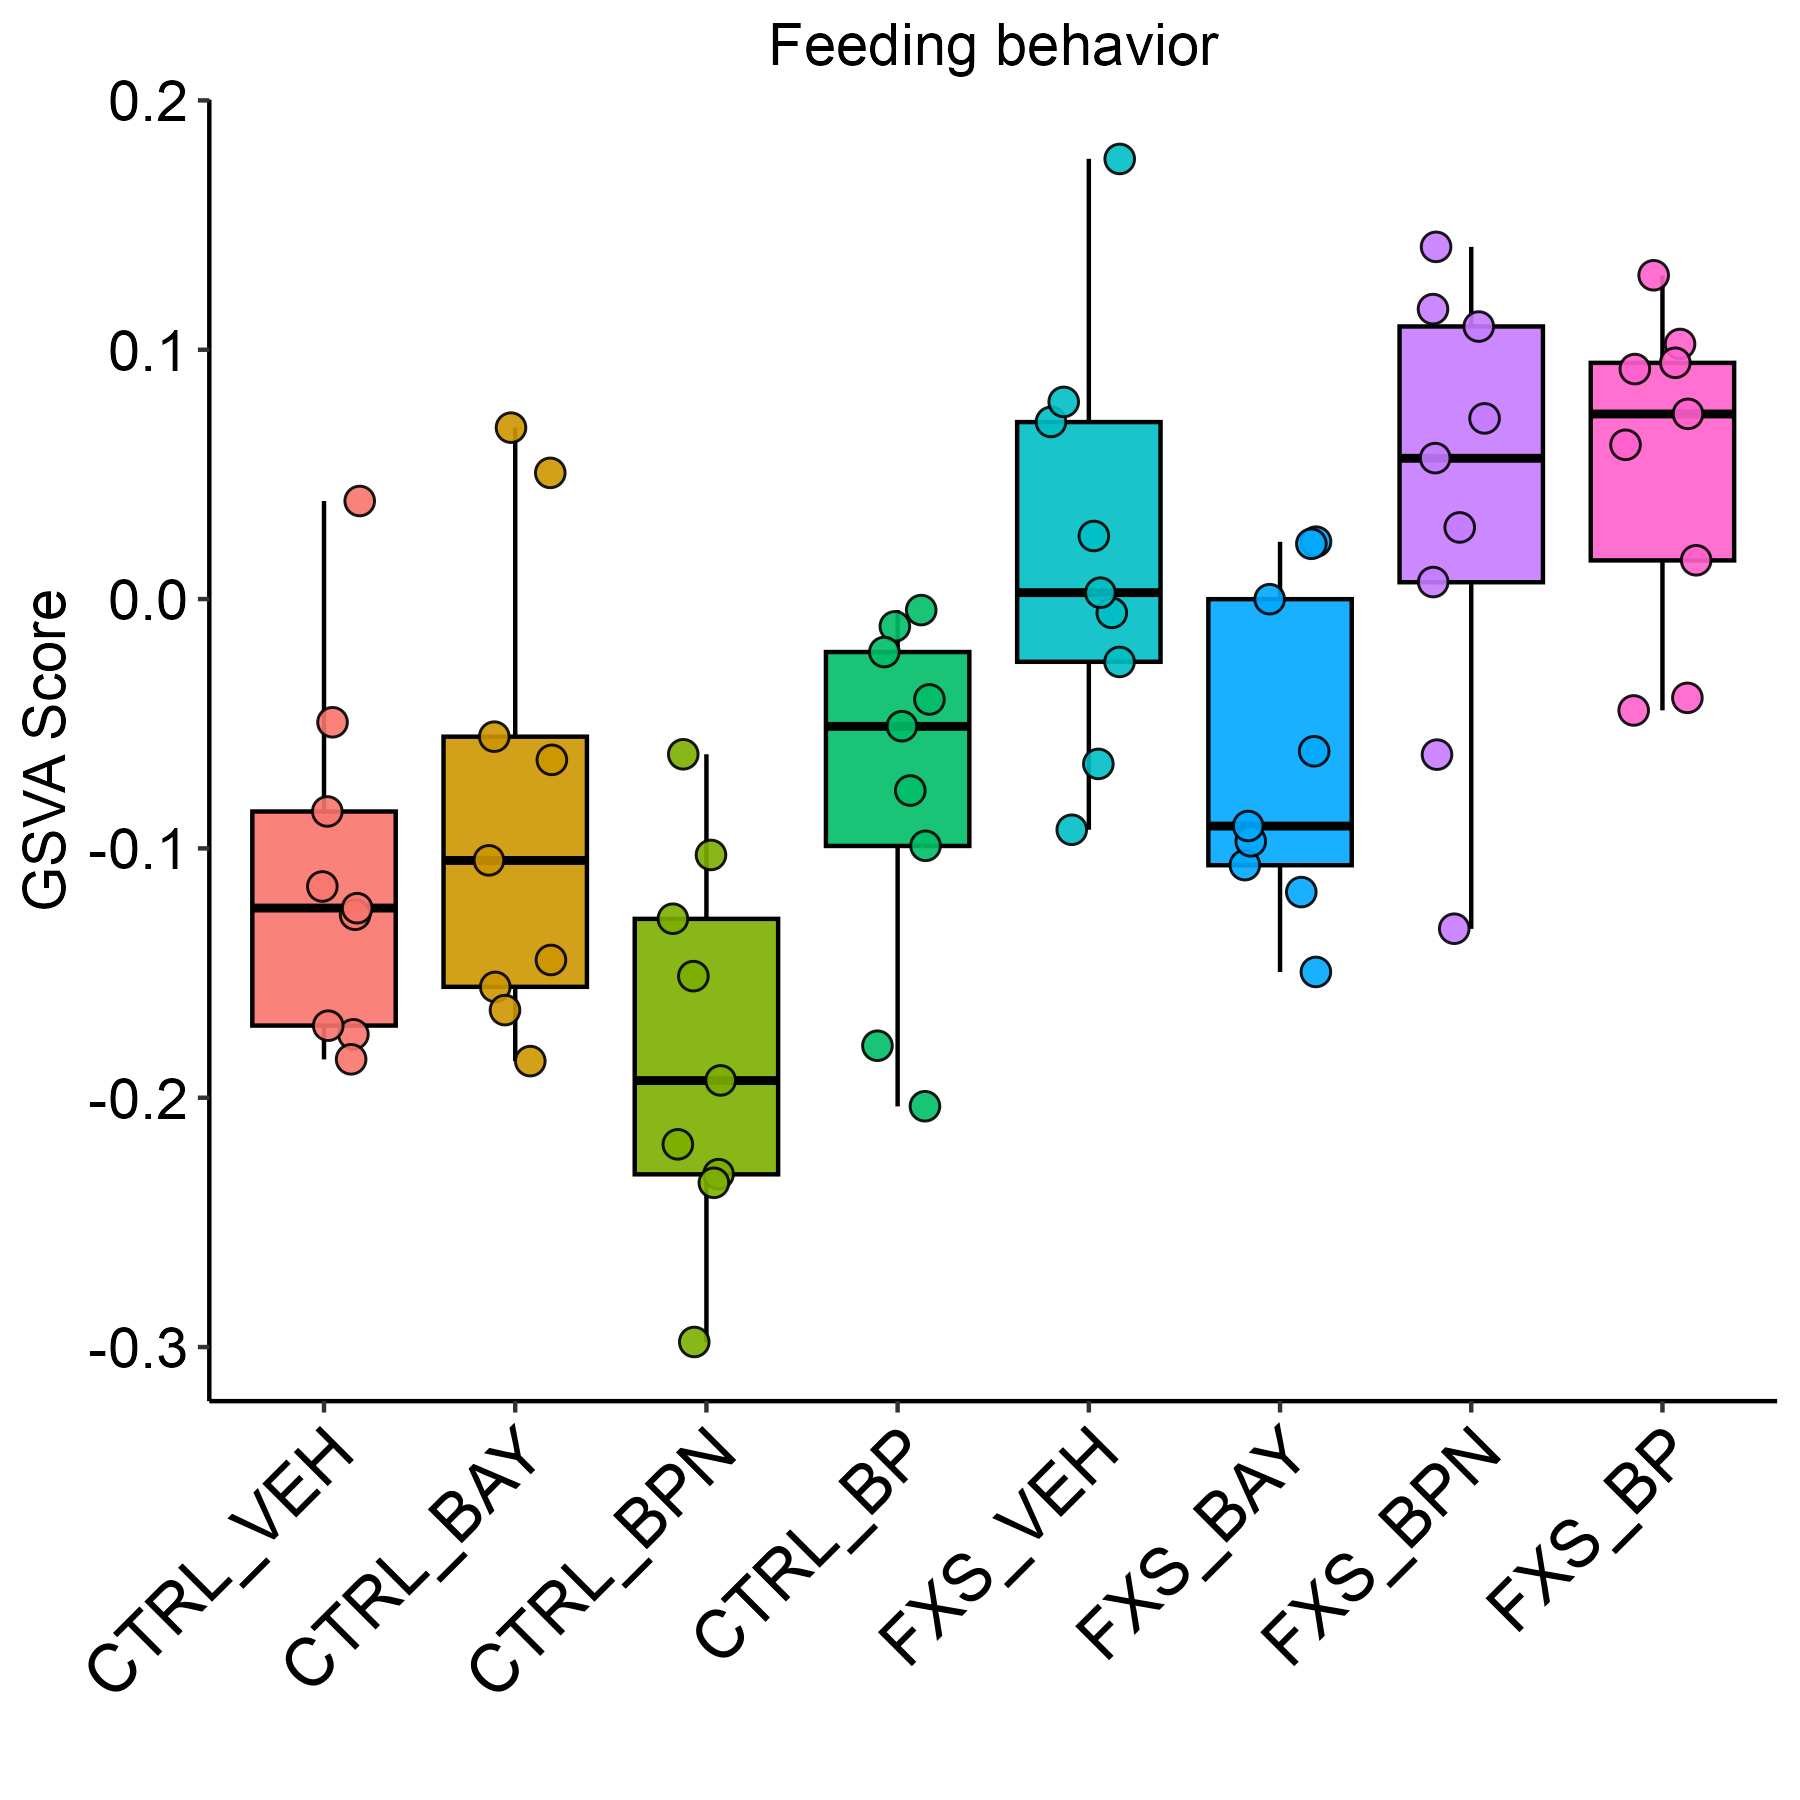 Feeding behavior
GSVA Score
0.2
0.1
0.0
-0.1
-0.2
-0.3
CTRL_VEH
CTRL_BAY
CTRL_BPN
CTRL_BP
FXS_VEH
FXS_BAY
FXS_BPN
FXS_BP